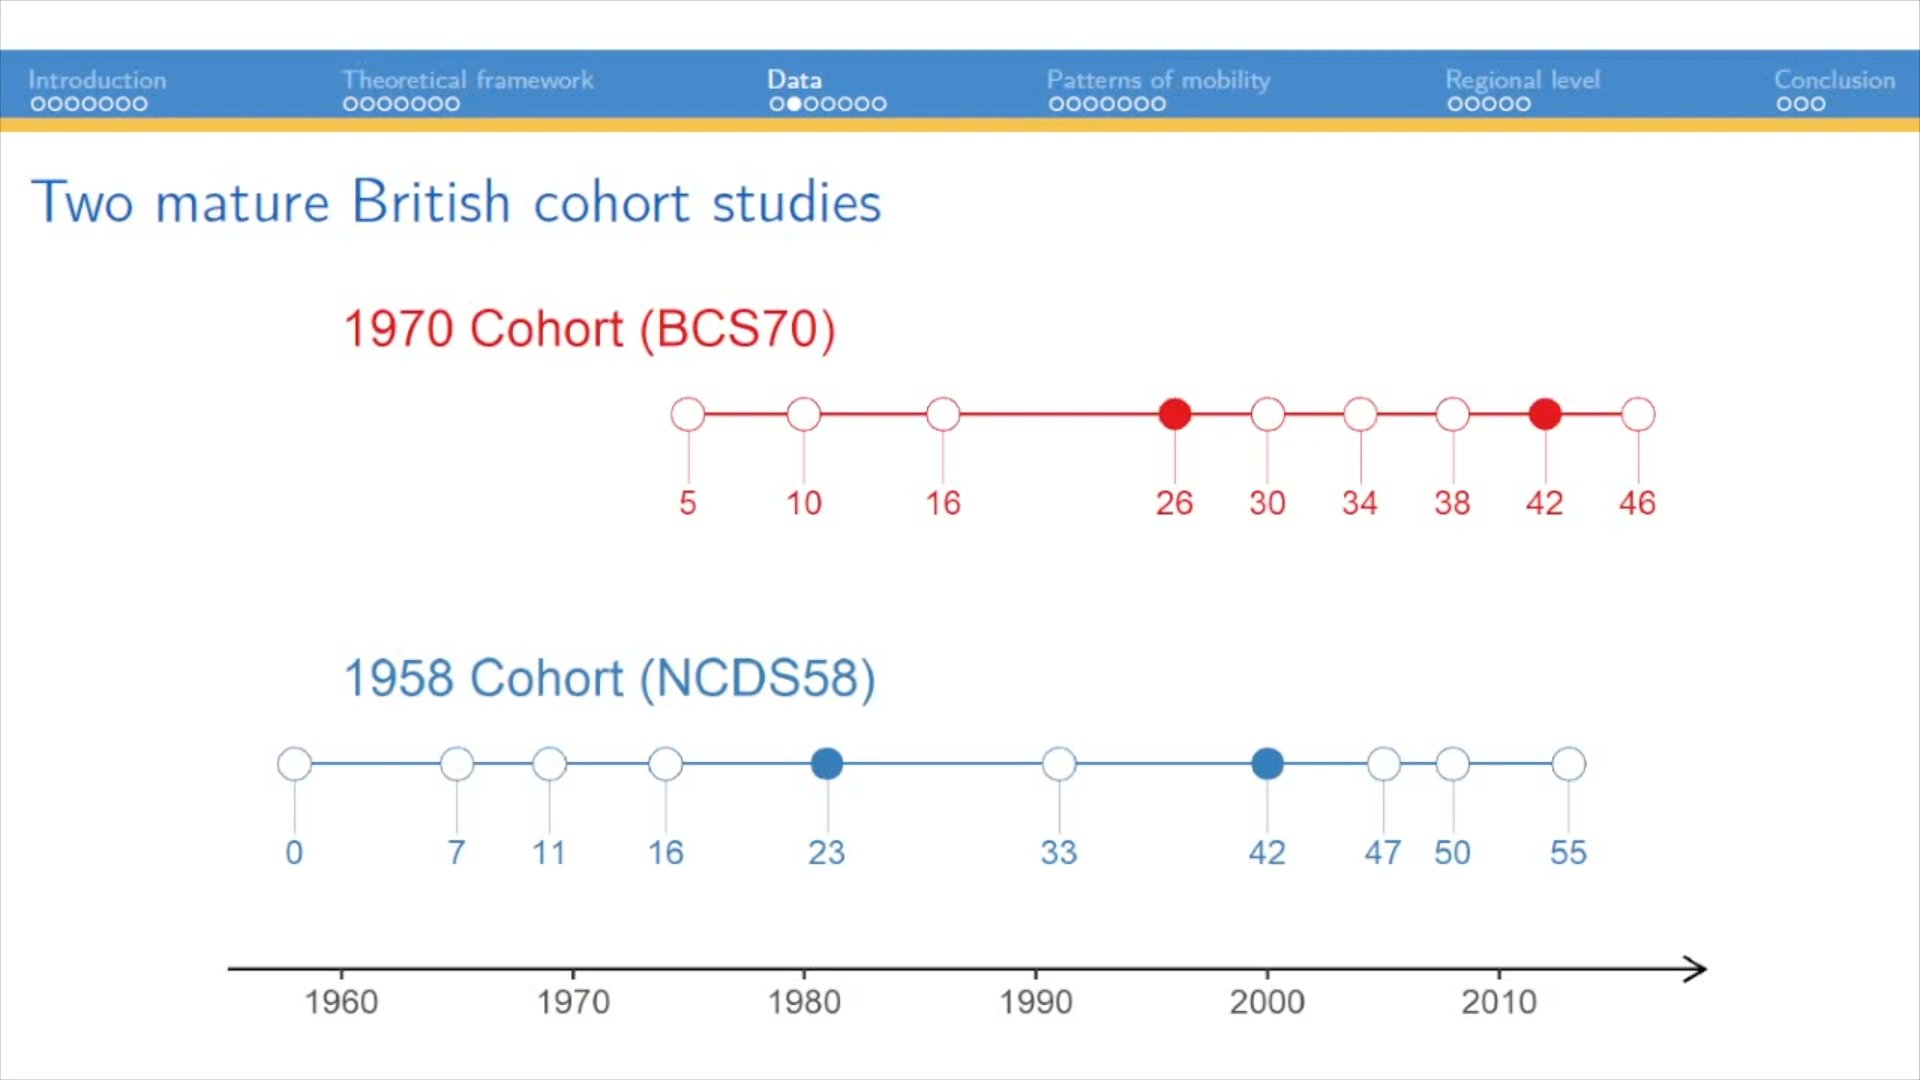 Introduction Theoretical framework Data Patterns of mobility Regional level Conclusion
Two mature British cohort studies
1970 Cohort (BCS70)
5 10 16 26 30 34 38 42 46
1958 Cohort (NCDS58)
0 7 11 16 23 33 42 47 50 55
1960 1970 1980 1990 2000 2010